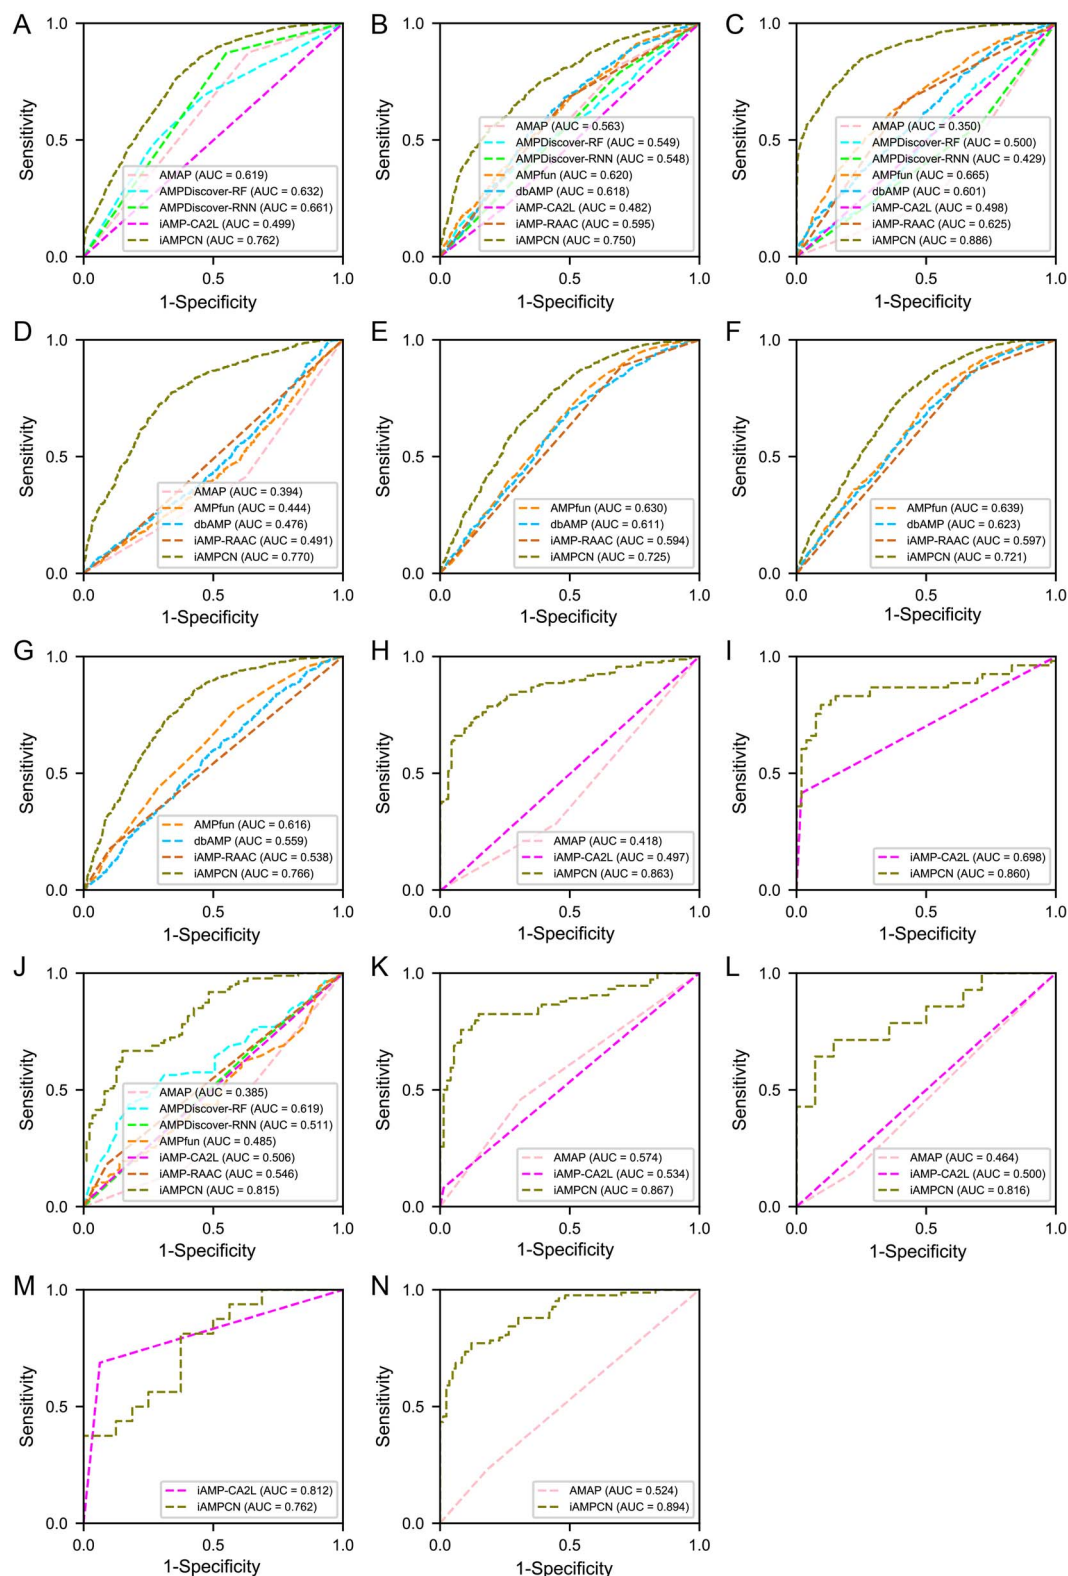 A
Sensitivity
1.0
0.5
0.0
AMAP (AUC = 0.619)
AMPDiscover-RF (AUC = 0.632)
AMPDiscover-RNN (AUC = 0.661)
iAMP-CA2L (AUC = 0.499)
iAMPCN (AUC = 0.762)
0.0 0.5 1.0
1-Specificity
B
Sensitivity
1.0
0.5
0.0
AMAP (AUC = 0.563)
AMPDiscover-RF (AUC = 0.549)
AMPDiscover-RNN (AUC = 0.548)
AMPfun (AUC = 0.620)
dbAMP (AUC = 0.618)
iAMP-CA2L (AUC = 0.482)
iAMP-RAAC (AUC = 0.595)
iAMPCN (AUC = 0.750)
0.0 0.5 1.0
1-Specificity
C
Sensitivity
1.0
0.5
0.0
AMAP (AUC = 0.350)
AMPDiscover-RF (AUC = 0.500)
AMPDiscover-RNN (AUC = 0.429)
AMPfun (AUC = 0.665)
dbAMP (AUC = 0.601)
iAMP-CA2L (AUC = 0.498)
iAMP-RAAC (AUC = 0.625)
iAMPCN (AUC = 0.886)
0.0 0.5 1.0
1-Specificity
D
Sensitivity
1.0
0.5
0.0
AMAP (AUC = 0.394)
AMPfun (AUC = 0.444)
dbAMP (AUC = 0.476)
iAMP-RAAC (AUC = 0.491)
iAMPCN (AUC = 0.770)
0.0 0.5 1.0
1-Specificity
E
Sensitivity
1.0
0.5
0.0
AMPfun (AUC = 0.630)
dbAMP (AUC = 0.611)
iAMP-RAAC (AUC = 0.594)
iAMPCN (AUC = 0.725)
0.0 0.5 1.0
1-Specificity
F
Sensitivity
1.0
0.5
0.0
AMPfun (AUC = 0.639)
dbAMP (AUC = 0.623)
iAMP-RAAC (AUC = 0.597)
iAMPCN (AUC = 0.721)
0.0 0.5 1.0
1-Specificity
G
Sensitivity
1.0
0.5
0.0
AMPfun (AUC = 0.616)
dbAMP (AUC = 0.559)
iAMP-RAAC (AUC = 0.538)
iAMPCN (AUC = 0.766)
0.0 0.5 1.0
1-Specificity
H
Sensitivity
1.0
0.5
0.0
AMAP (AUC = 0.418)
iAMP-CA2L (AUC = 0.497)
iAMPCN (AUC = 0.863)
0.0 0.5 1.0
1-Specificity
I
Sensitivity
1.0
0.5
0.0
iAMP-CA2L (AUC = 0.698)
iAMPCN (AUC = 0.860)
0.0 0.5 1.0
1-Specificity
J
Sensitivity
1.0
0.5
0.0
AMAP (AUC = 0.385)
AMPDiscover-RF (AUC = 0.619)
AMPDiscover-RNN (AUC = 0.511)
AMPfun (AUC = 0.485)
iAMP-CA2L (AUC = 0.506)
iAMP-RAAC (AUC = 0.546)
iAMPCN (AUC = 0.815)
0.0 0.5 1.0
1-Specificity
K
Sensitivity
1.0
0.5
0.0
AMAP (AUC = 0.574)
iAMP-CA2L (AUC = 0.534)
iAMPCN (AUC = 0.867)
0.0 0.5 1.0
1-Specificity
L
Sensitivity
1.0
0.5
0.0
AMAP (AUC = 0.464)
iAMP-CA2L (AUC = 0.500)
iAMPCN (AUC = 0.816)
0.0 0.5 1.0
1-Specificity
M
Sensitivity
1.0
0.5
0.0
iAMP-CA2L (AUC = 0.812)
iAMPCN (AUC = 0.762)
0.0 0.5 1.0
1-Specificity
N
Sensitivity
1.0
0.5
0.0
AMAP (AUC = 0.524)
iAMPCN (AUC = 0.894)
0.0 0.5 1.0
1-Specificity